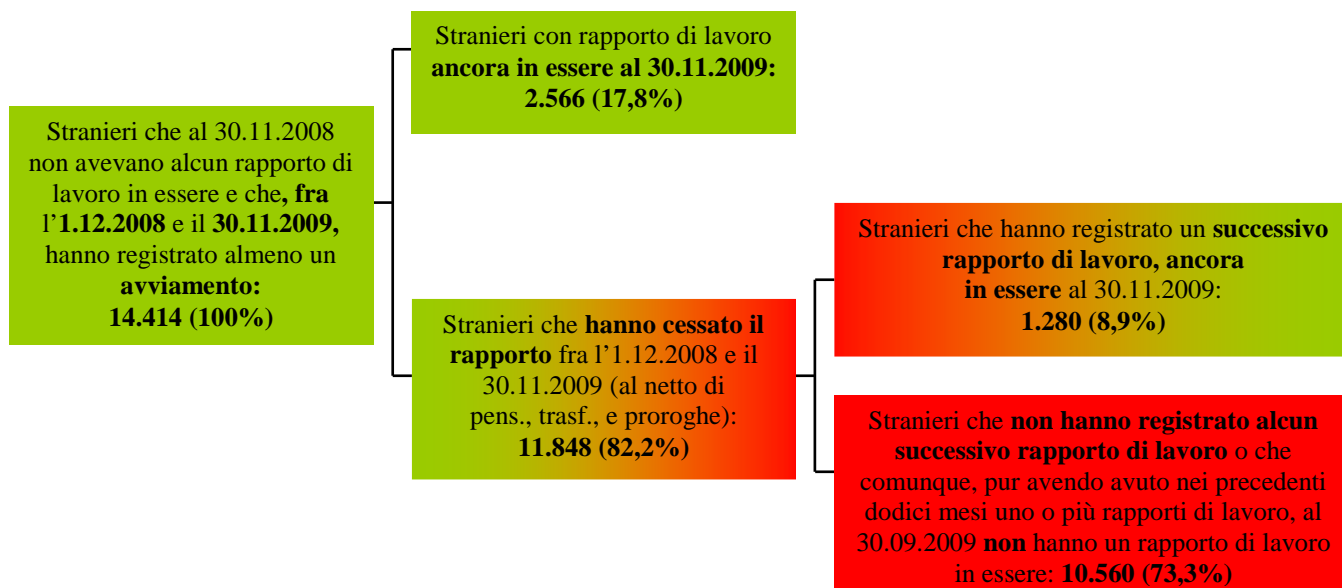 Stranieri con rapporto di lavoro
ancora in essere al 30.11.2009:
2.566 (17,8%)
Stranieri che al 30.11.2008
non avevano alcun rapporto di
lavoro in essere e che, fra
l’1.12.2008 e il 30.11.2009,
hanno registrato almeno un
avviamento:
14.414 (100%)
Stranieri che hanno cessato il
rapporto fra l’1.12.2008 e il
30.11.2009 (al netto di
pens., trasf., e proroghe):
11.848 (82,2%)
Stranieri che hanno registrato un successivo
rapporto di lavoro, ancora
in essere al 30.11.2009:
1.280 (8,9%)
Stranieri che non hanno registrato alcun
successivo rapporto di lavoro o che
comunque, pur avendo avuto nei precedenti
dodici mesi uno o più rapporti di lavoro, al
30.09.2009 non hanno un rapporto di lavoro
in essere: 10.560 (73,3%)